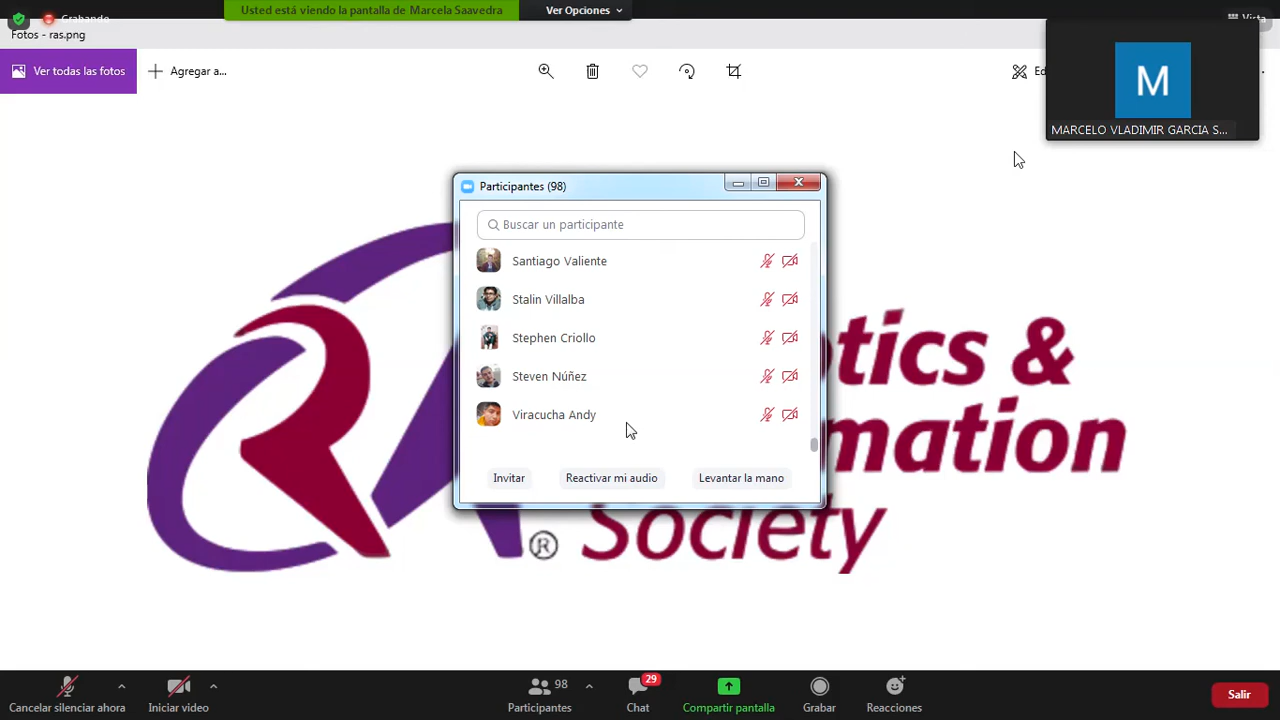 Usted está viendo la pantalla de Marcela Saavedra
Ver Opciones
Grabando
Vista
Fotos - ras.png
Ver todas las fotos
Agregar a...
MARCELO VLADIMIR GARCIA S...
Participantes (98)
Buscar un participante
Santiago Valiente
Stalin Villalba
Stephen Criollo
Steven Núñez
Viracucha Andy
Invitar
Reactivar mi audio
Levantar la mano
tics &
mation
Society
®
M
Cancelar silenciar ahora
Iniciar video
98
Participantes
29
Chat
Compartir pantalla
Grabar
Reacciones
Salir